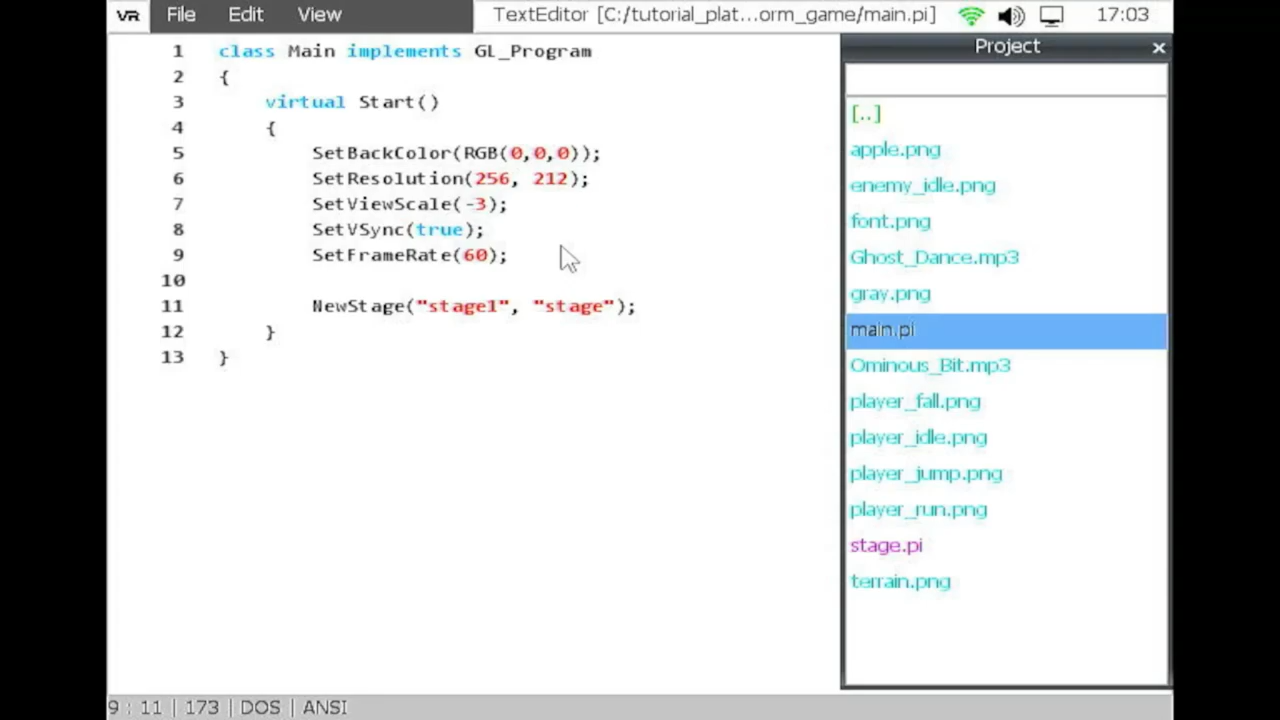 VR File Edit View TextEditor [C:/tutorial_plat...orm_game/main.pi] 17:03
1 class Main implements GL_Program
2 {
3 virtual Start()
4 {
5 SetBackColor(RGB(0,0,0));
6 SetResolution(256, 212);
7 SetViewScale(-3);
8 SetVSync(true);
9 SetFrameRate(60);
10
11 NewStage("stage1", "stage");
12 }
13 }
Project
[..]
apple.png
enemy_idle.png
font.png
Ghost_Dance.mp3
gray.png
main.pi
Ominous_Bit.mp3
player_fall.png
player_idle.png
player_jump.png
player_run.png
stage.pi
terrain.png
9 : 11 | 173 | DOS | ANSI